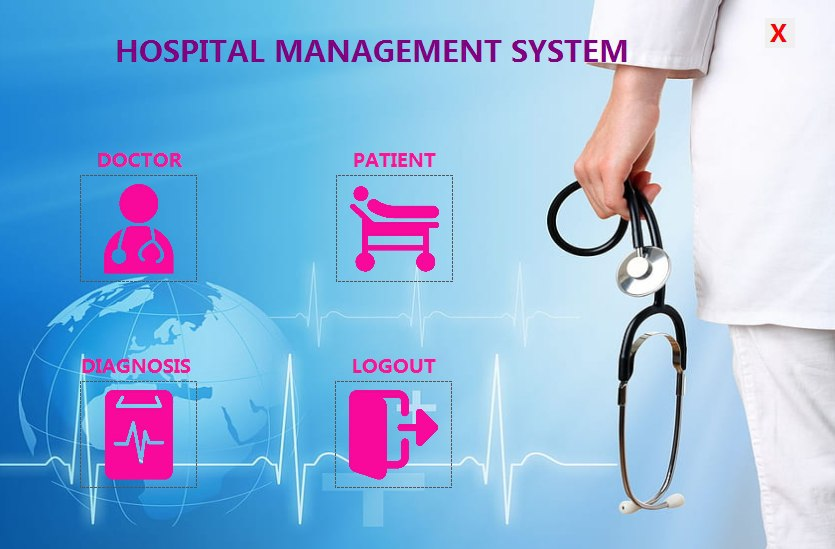 HOSPITAL MANAGEMENT SYSTEM
X
DOCTOR
PATIENT
DIAGNOSIS
LOGOUT